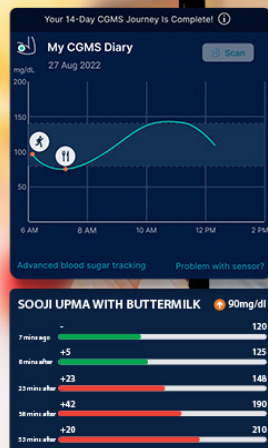 Your 14-Day CGMS Journey Is Complete!
My CGMS Diary
Scan
27 Aug 2022
mg/dL
200
150
100
50
6 AM 8 AM 10 AM 12 PM 2 PM
Advanced blood sugar tracking Problem with sensor?
SOOJI UPMA WITH BUTTERMILK 90mg/dl
- 120
7 mins ago
+5 125
8 mins after
+23 148
23 mins after
+42 190
38 mins after
+20 210
53 mins after